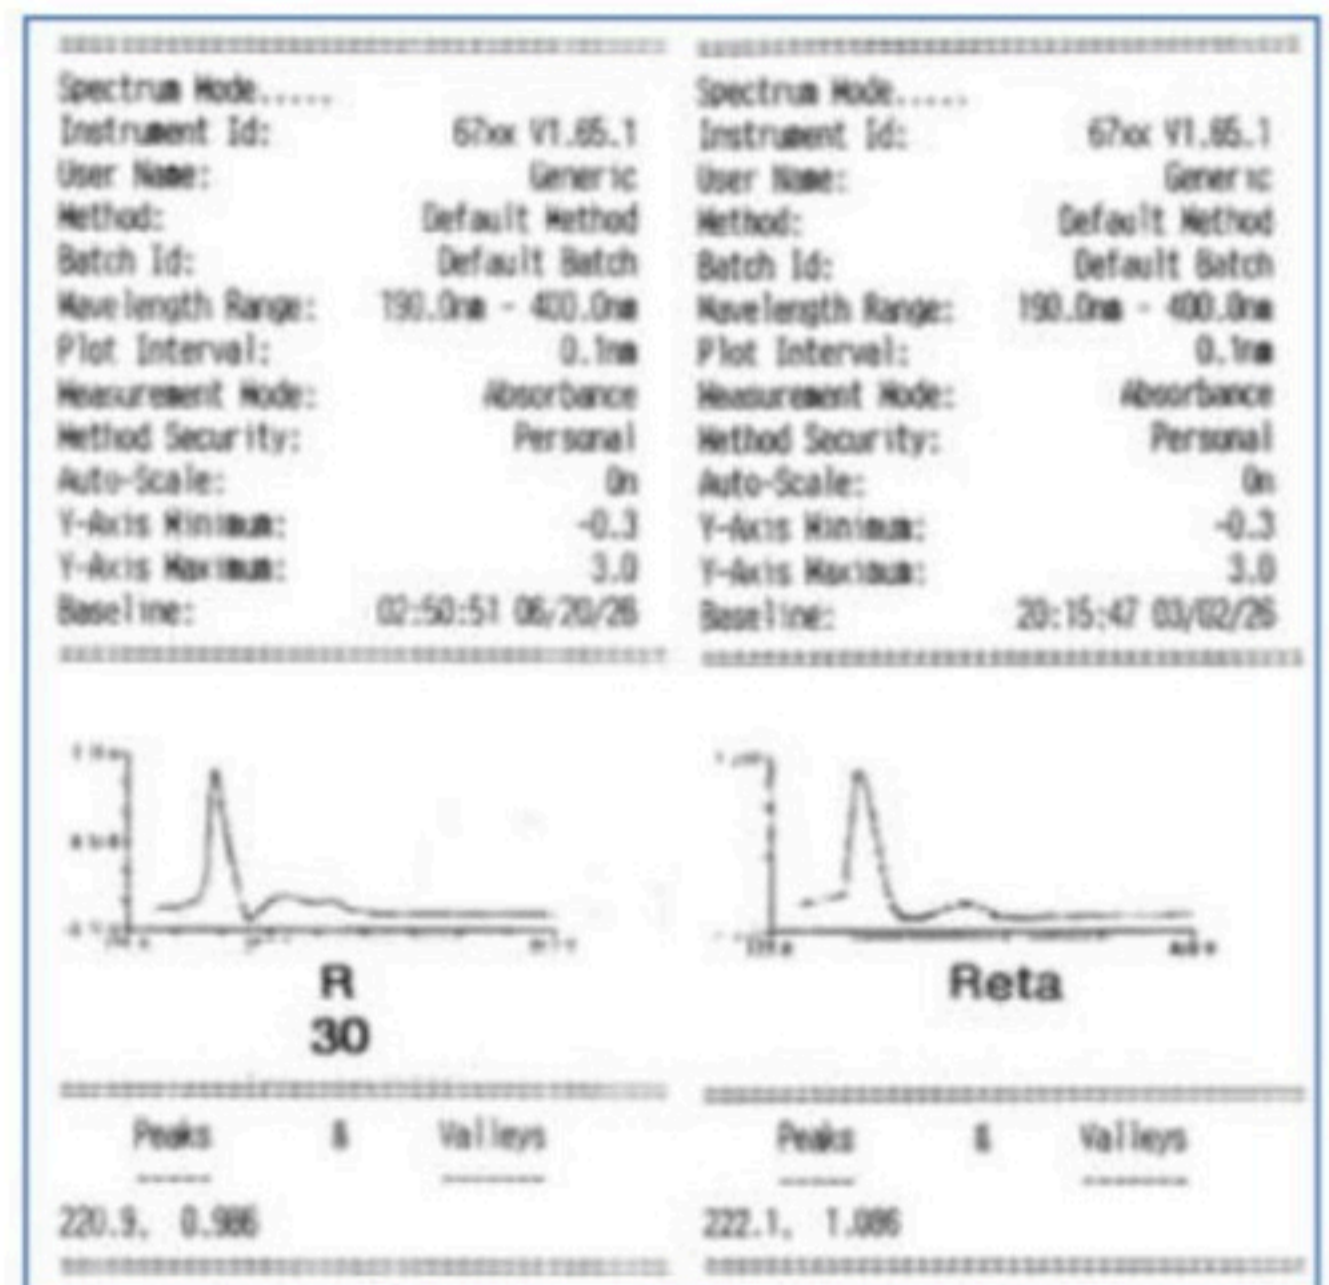 Spectrum Mode.....
Instrument Id: 67xx V1.65.1
User Name: Generic
Method: Default Method
Batch Id: Default Batch
Wavelength Range: 190.0nm - 400.0nm
Plot Interval: 0.1nm
Measurement Mode: Absorbance
Method Security: Personal
Auto-Scale: On
Y-Axis Minimum: -0.3
Y-Axis Maximum: 3.0
Baseline: 02:50:51 06/20/26
R
30
Peaks & Valleys
220.9, 0.986
Spectrum Mode.....
Instrument Id: 67xx V1.65.1
User Name: Generic
Method: Default Method
Batch Id: Default Batch
Wavelength Range: 190.0nm - 400.0nm
Plot Interval: 0.1nm
Measurement Mode: Absorbance
Method Security: Personal
Auto-Scale: On
Y-Axis Minimum: -0.3
Y-Axis Maximum: 3.0
Baseline: 20:15:47 03/02/26
Reta
Peaks & Valleys
222.1, 1.086